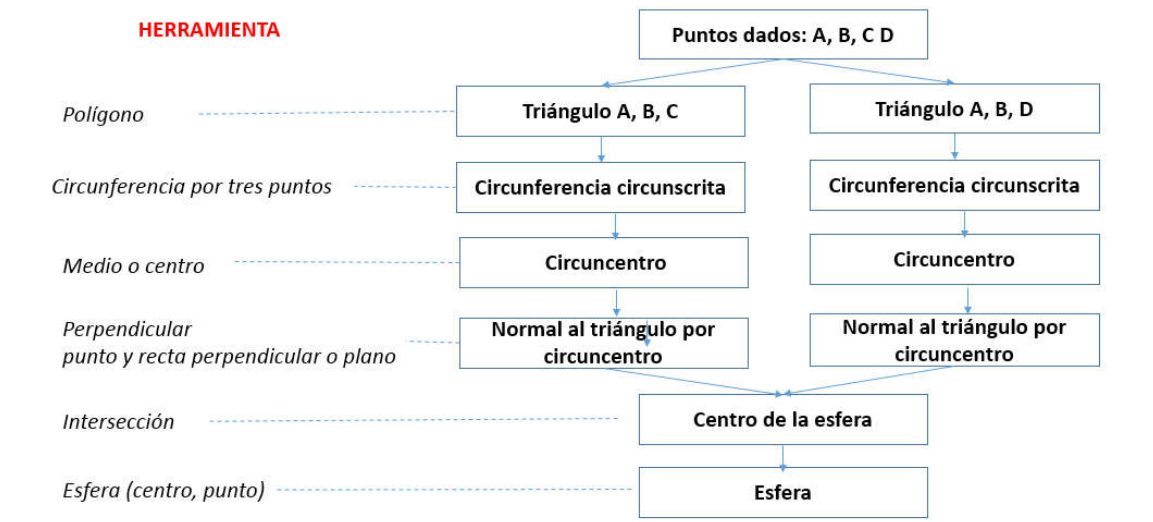 HERRAMIENTA
Puntos dados: A, B, C D
Polígono
Triángulo A, B, C
Triángulo A, B, D
Circunferencia por tres puntos
Circunferencia circunscrita
Circunferencia circunscrita
Medio o centro
Circuncentro
Circuncentro
Perpendicular
punto y recta perpendicular o plano
Normal al triángulo por
circuncentro
Normal al triángulo por
circuncentro
Intersección
Centro de la esfera
Esfera (centro, punto)
Esfera